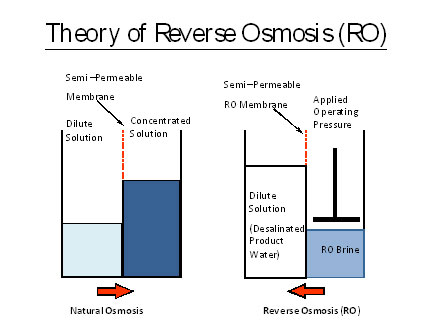 Theory of Reverse Osmosis (RO)
Semi–Permeable
Membrane
Dilute
Solution
Concentrated
Solution
Natural Osmosis
Semi–Permeable
RO Membrane
Applied
Operating
Pressure
Dilute
Solution
(Desalinated
Product
Water)
RO Brine
Reverse Osmosis (RO)